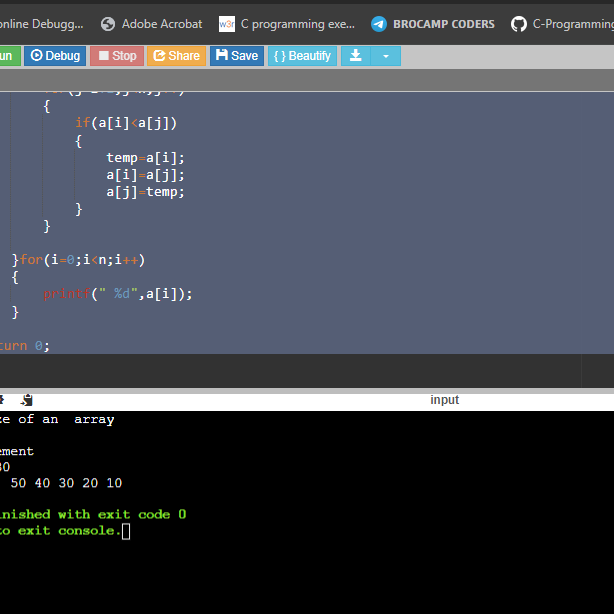 online Debugg... Adobe Acrobat w3r C programming exe... BROCAMP CODERS C-Programming
un Debug Stop Share Save { } Beautify
{
if(a[i]<a[j])
{
temp=a[i];
a[i]=a[j];
a[j]=temp;
}
}
}for(i=0;i<n;i++)
{
printf(" %d",a[i]);
}
turn 0;
input
ze of an  array
ement
30
50 40 30 20 10
inished with exit code 0
to exit console.